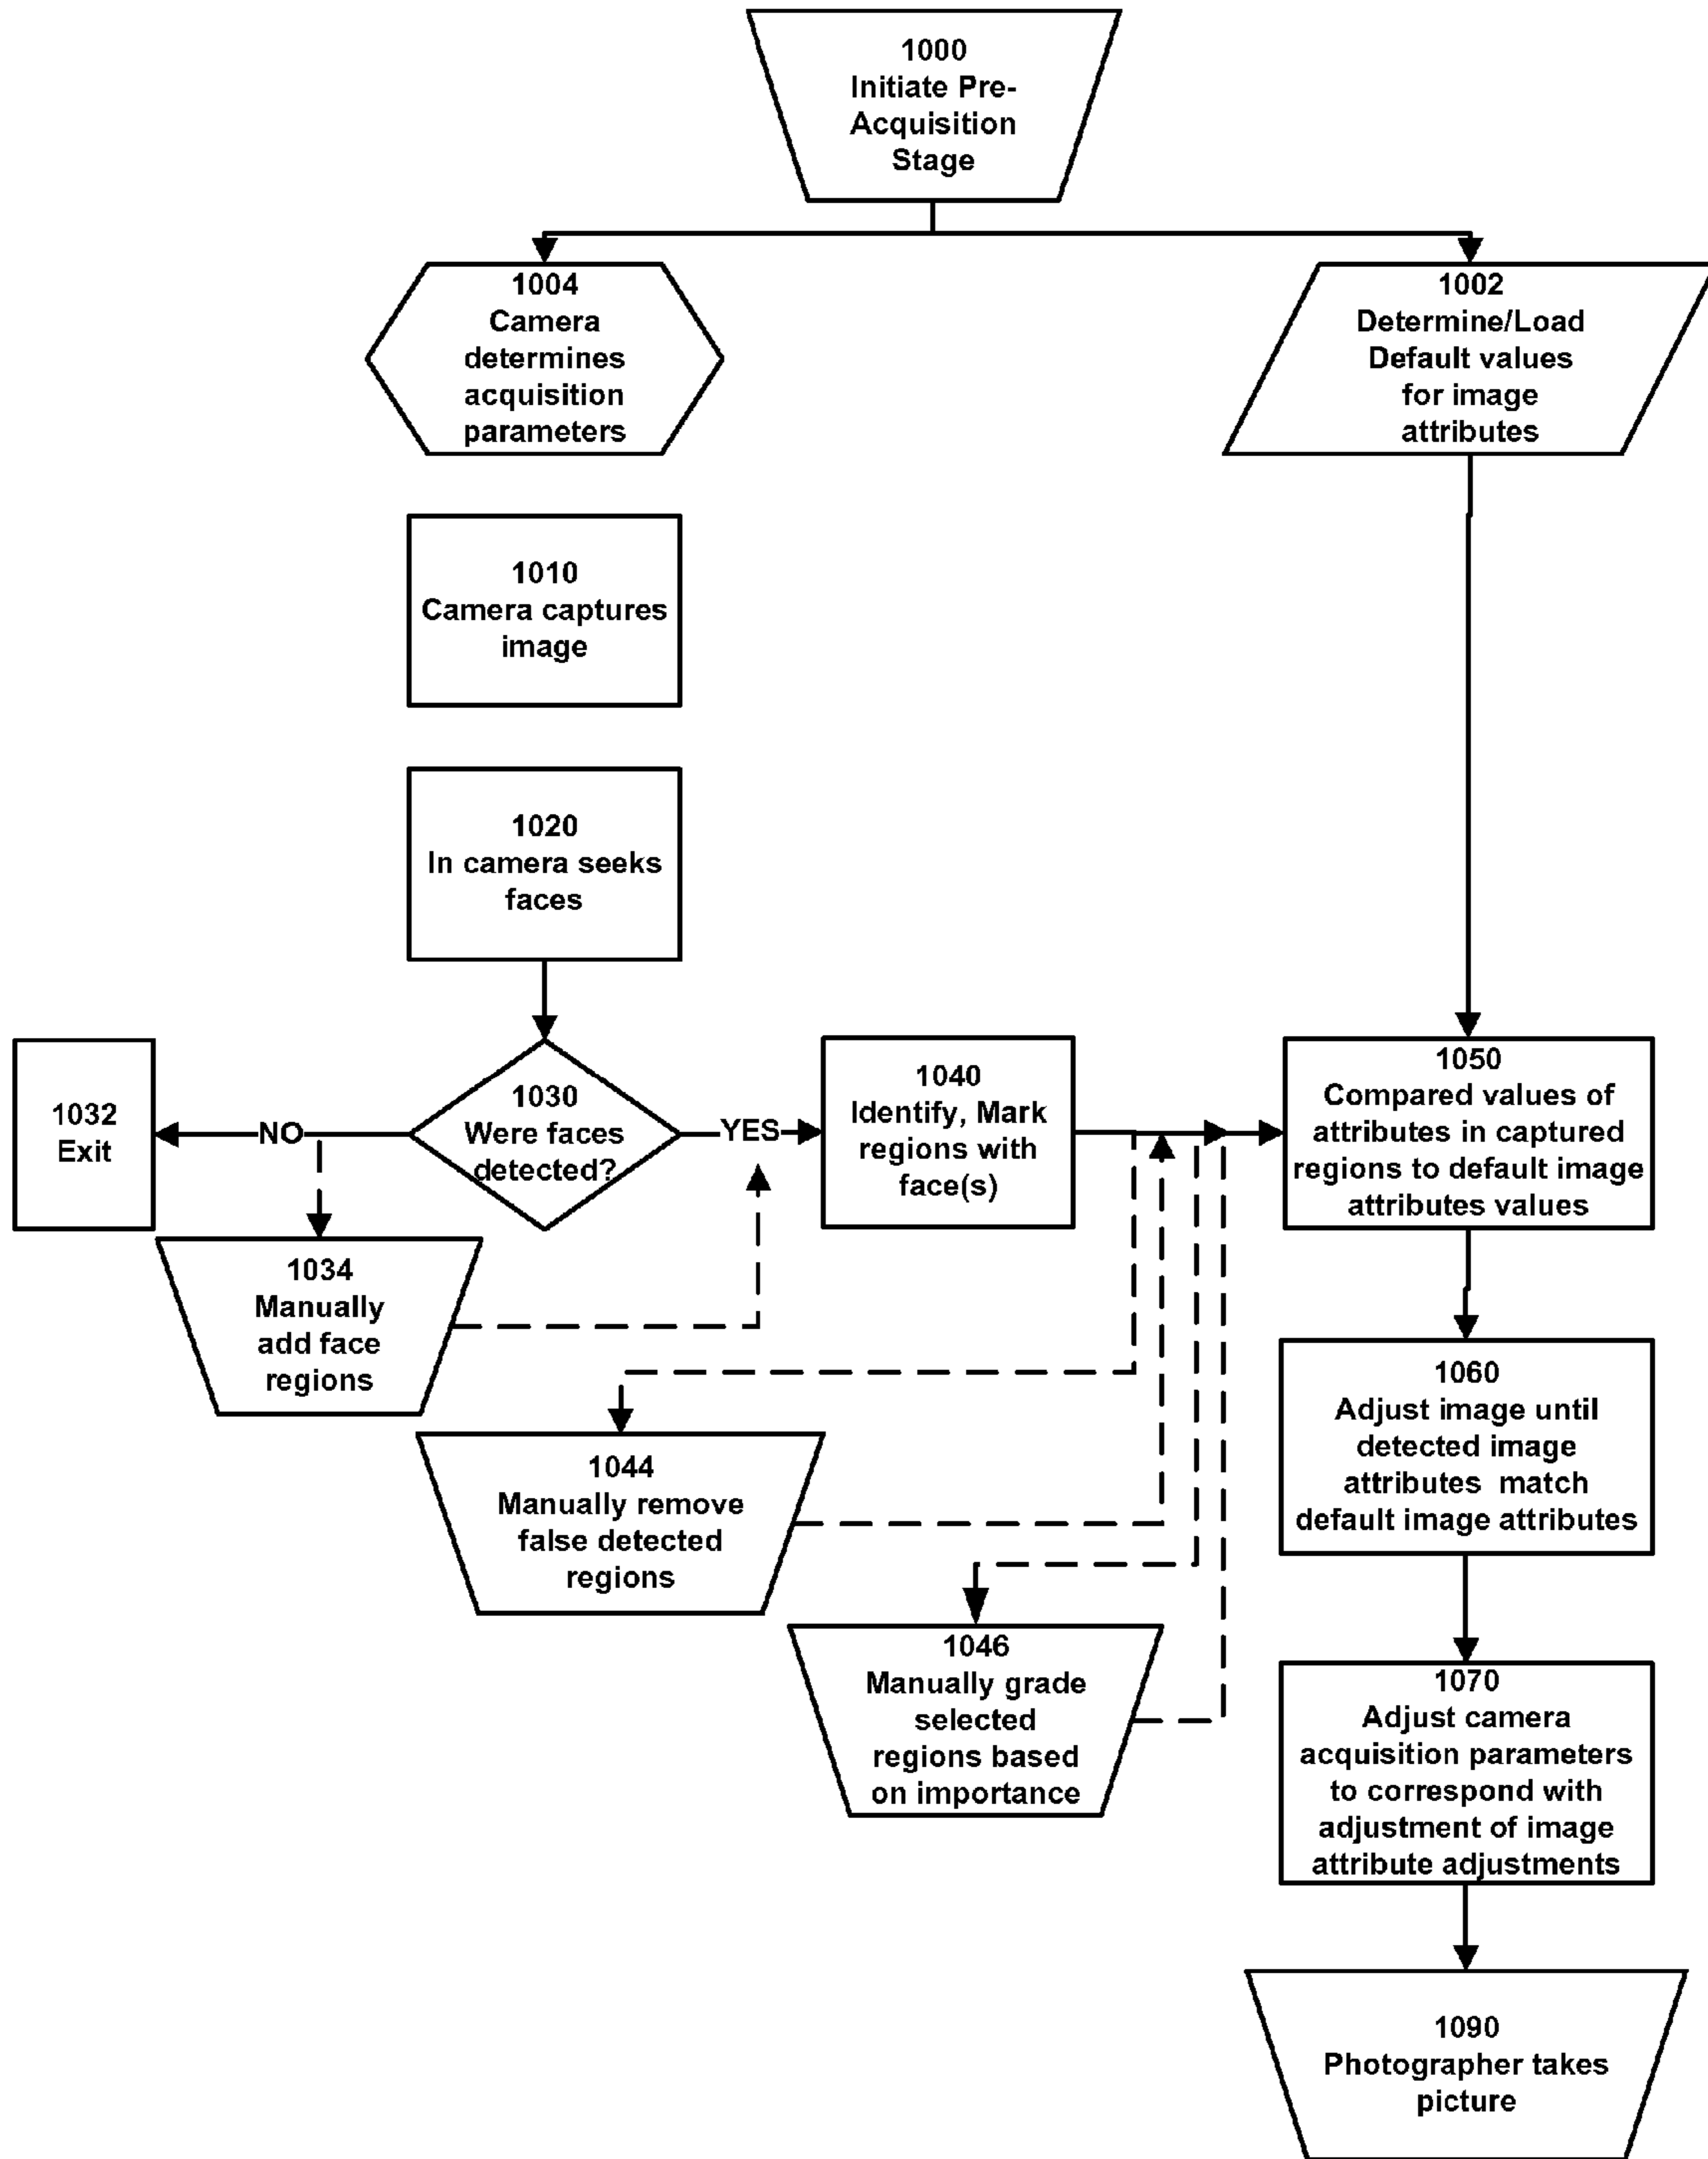 1000
Initiate Pre-
Acquisition
Stage
1004
Camera
determines
acquisition
parameters
1002
Determine/Load
Default values
for image
attributes
1010
Camera captures
image
1020
In camera seeks
faces
1032
Exit
NO
1030
Were faces
detected?
YES
1040
Identify, Mark
regions with
face(s)
1050
Compared values of
attributes in captured
regions to default image
attributes values
1034
Manually
add face
regions
1044
Manually remove
false detected
regions
1046
Manually grade
selected
regions based
on importance
1060
Adjust image until
detected image
attributes match
default image attributes
1070
Adjust camera
acquisition parameters
to correspond with
adjustment of image
attribute adjustments
1090
Photographer takes
picture